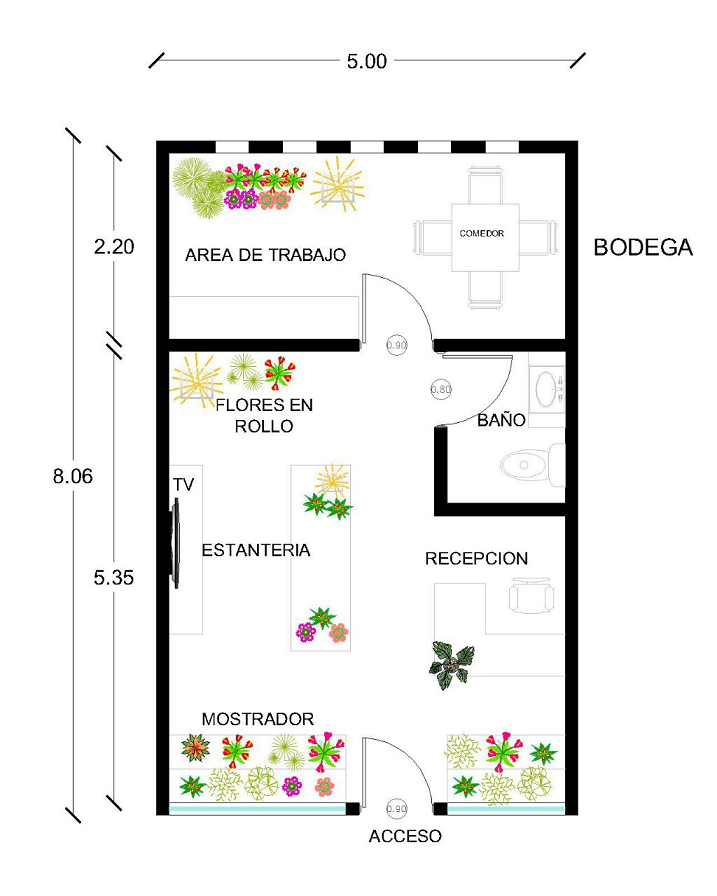 5.00
COMEDOR
AREA DE TRABAJO
2.20
BODEGA
0.90
0.80
FLORES EN
ROLLO
BAÑO
8.06
TV
ESTANTERIA
RECEPCION
5.35
MOSTRADOR
0.90
ACCESO